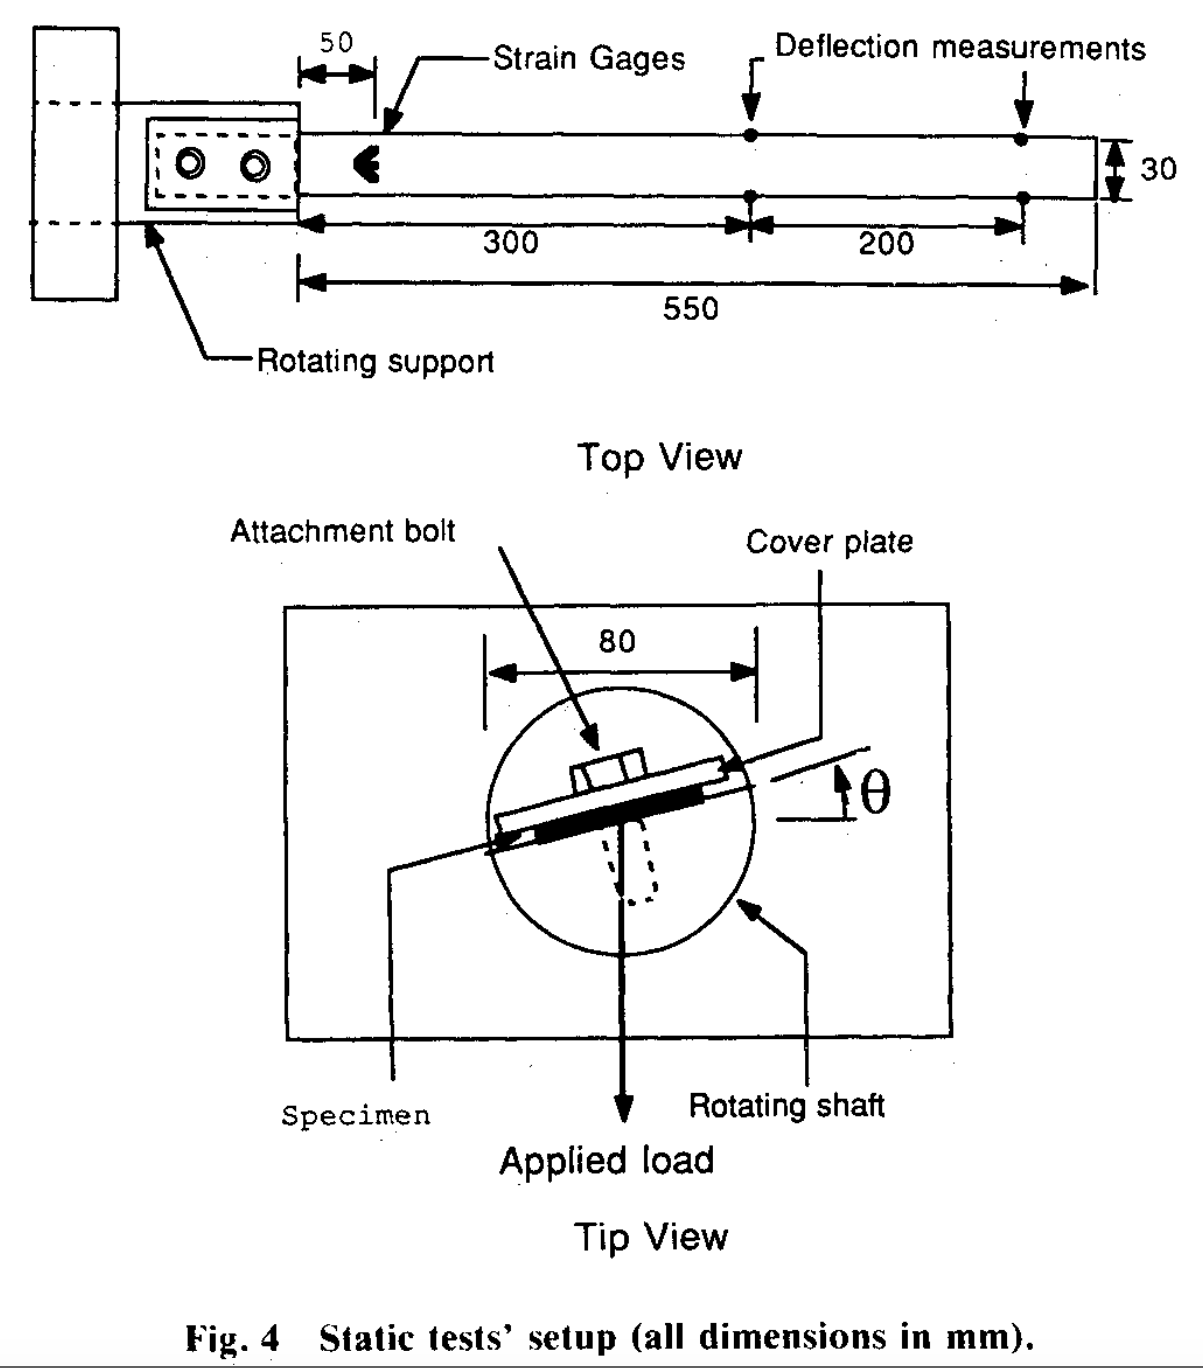 50
Strain Gages
Deflection measurements
30
300
200
550
Rotating support
Top View
Attachment bolt
Cover plate
80
θ
Specimen
Rotating shaft
Applied load
Tip View
Fig. 4 Static tests' setup (all dimensions in mm).